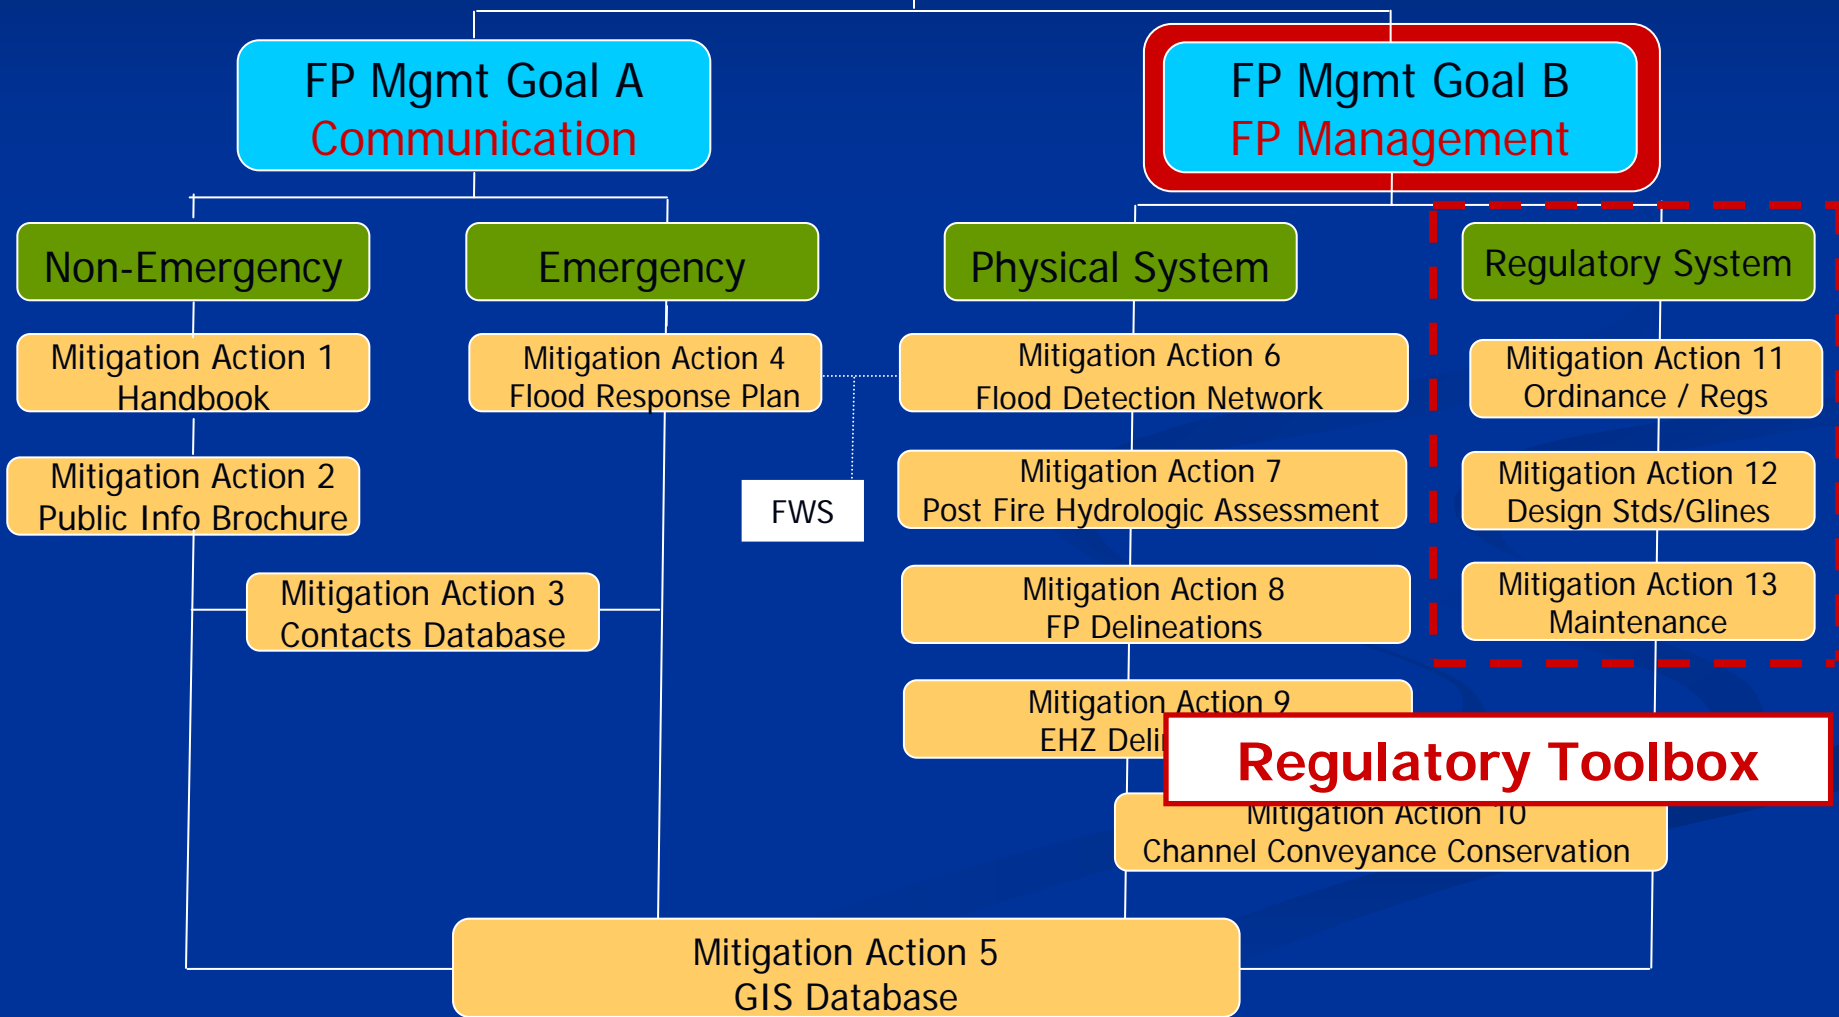 FP Mgmt Goal A
Communication
FP Mgmt Goal B
FP Management
Non-Emergency
Emergency
Physical System
Regulatory System
Mitigation Action 1
Handbook
Mitigation Action 2
Public Info Brochure
Mitigation Action 3
Contacts Database
Mitigation Action 4
Flood Response Plan
FWS
Mitigation Action 6
Flood Detection Network
Mitigation Action 7
Post Fire Hydrologic Assessment
Mitigation Action 8
FP Delineations
Mitigation Action 9
EHZ
Mitigation Action 11
Ordinance / Regs
Mitigation Action 12
Design Stds/Glines
Mitigation Action 13
Maintenance
Regulatory Toolbox
Mitigation Action 10
Channel Conveyance Conservation
Mitigation Action 5
GIS Database